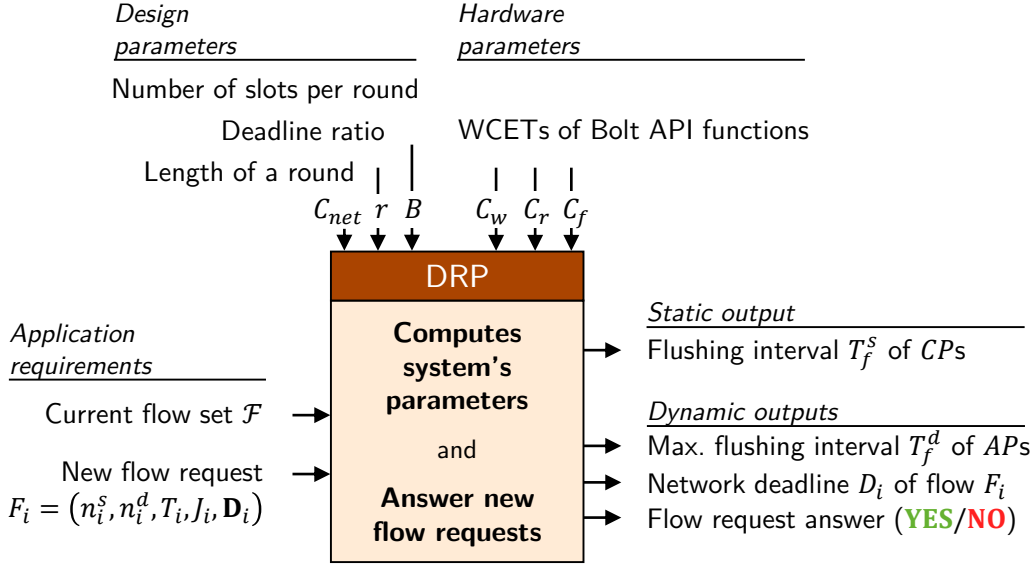 Design
parameters
Hardware
parameters
Number of slots per round
Deadline ratio
WCETs of Bolt API functions
Length of a round
C_net r B C_w C_r C_f
DRP
Computes
system's
parameters
and
Answer new
flow requests
Application
requirements
Current flow set ℱ
New flow request
F_i = (n_i^s, n_i^d, T_i, J_i, D_i)
Static output
Flushing interval T_f^s of CPs
Dynamic outputs
Max. flushing interval T_f^d of APs
Network deadline D_i of flow F_i
Flow request answer (YES/NO)